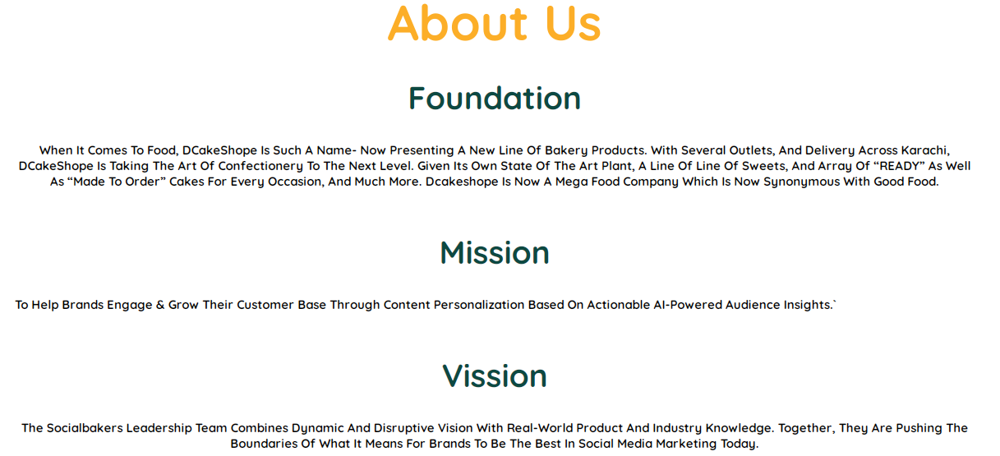 About Us
Foundation
When It Comes To Food, DCakeShope Is Such A Name- Now Presenting A New Line Of Bakery Products. With Several Outlets, And Delivery Across Karachi,
DCakeShope Is Taking The Art Of Confectionery To The Next Level. Given Its Own State Of The Art Plant, A Line Of Line Of Sweets, And Array Of “READY” As Well
As “Made To Order” Cakes For Every Occasion, And Much More. Dcakeshope Is Now A Mega Food Company Which Is Now Synonymous With Good Food.
Mission
To Help Brands Engage & Grow Their Customer Base Through Content Personalization Based On Actionable AI-Powered Audience Insights.`
Vission
The Socialbakers Leadership Team Combines Dynamic And Disruptive Vision With Real-World Product And Industry Knowledge. Together, They Are Pushing The
Boundaries Of What It Means For Brands To Be The Best In Social Media Marketing Today.